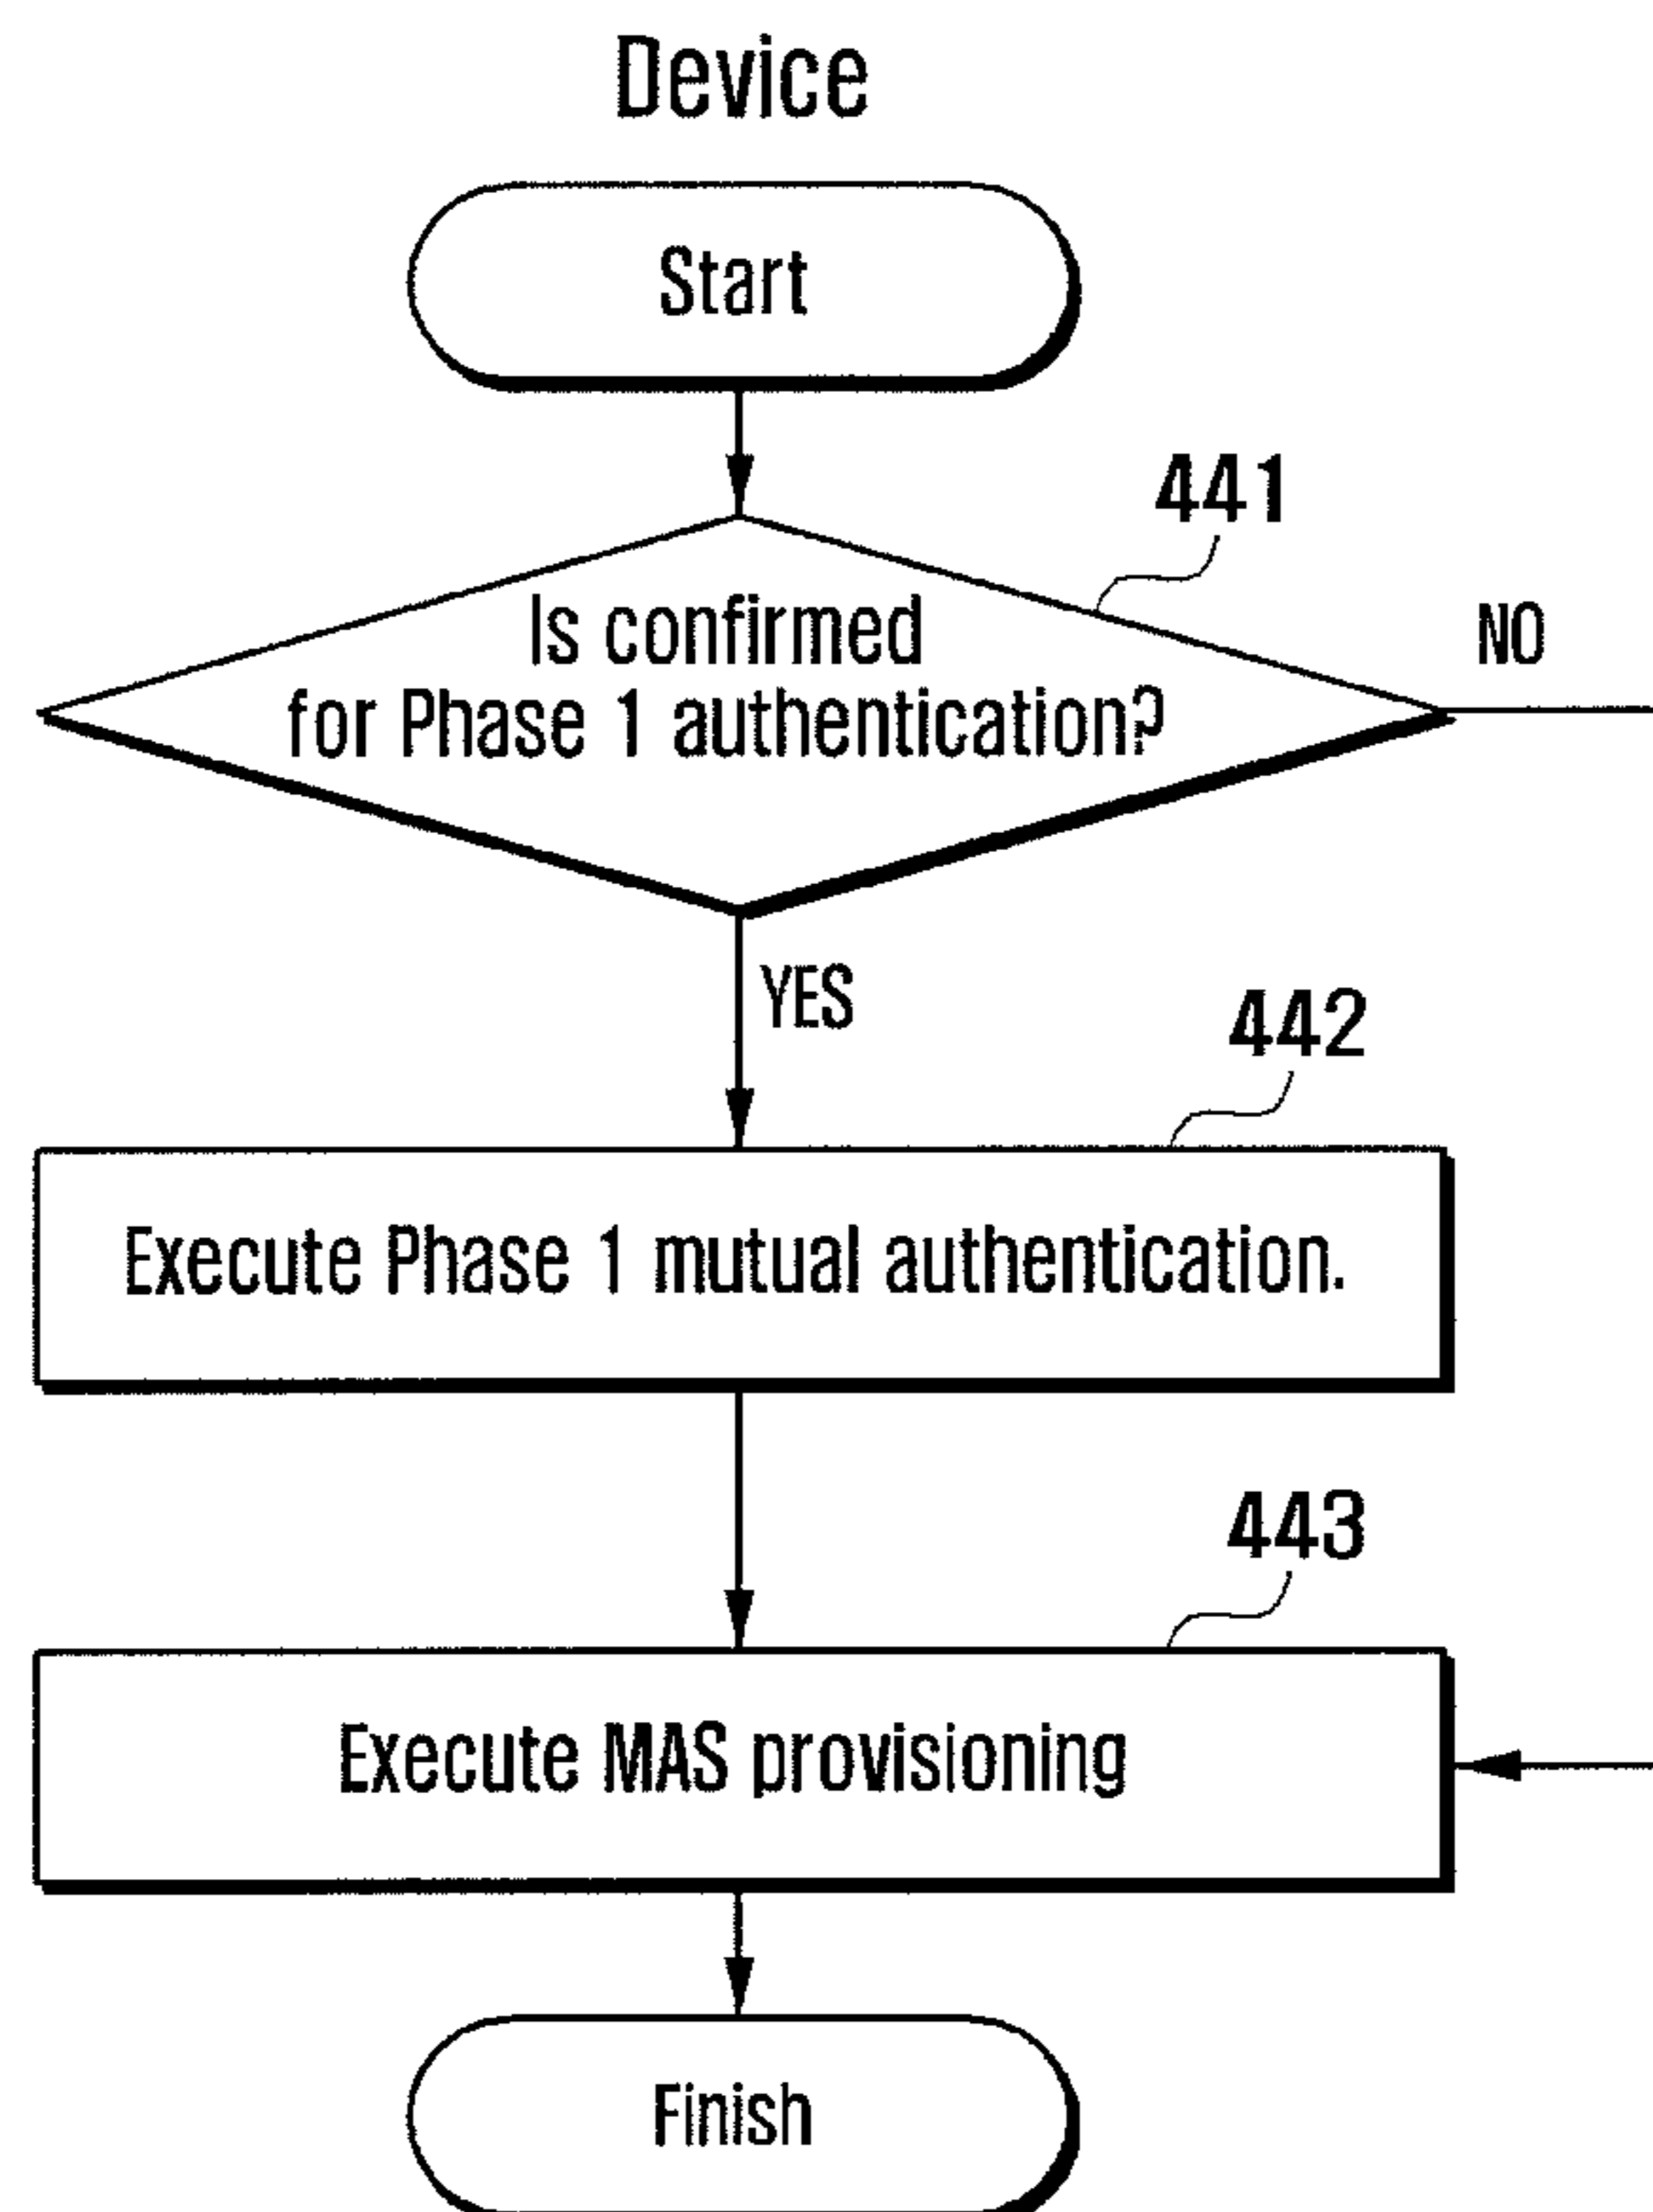 Device
Start
441
Is confirmed
for Phase 1 authentication?
NO
YES
442
Execute Phase 1 mutual authentication.
443
Execute MAS provisioning
Finish